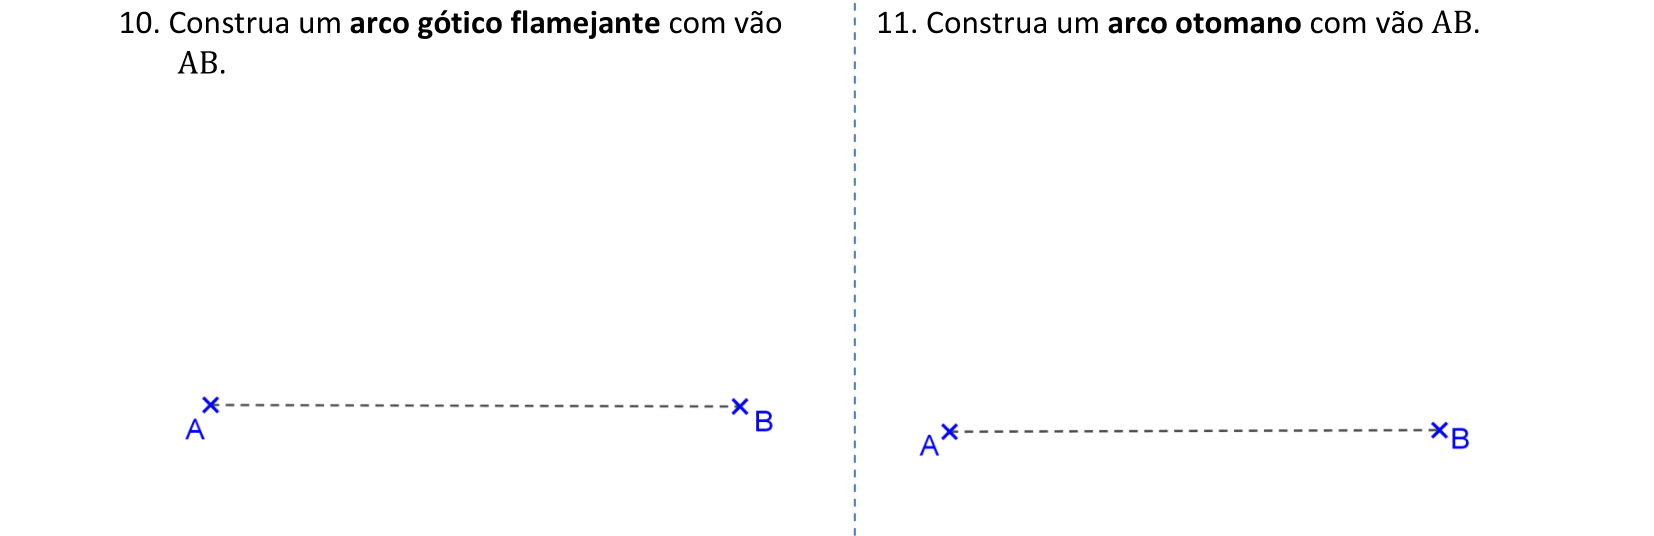 10. Construa um arco gótico flamejante com vão
AB.
A
B
11. Construa um arco otomano com vão AB.
A
B